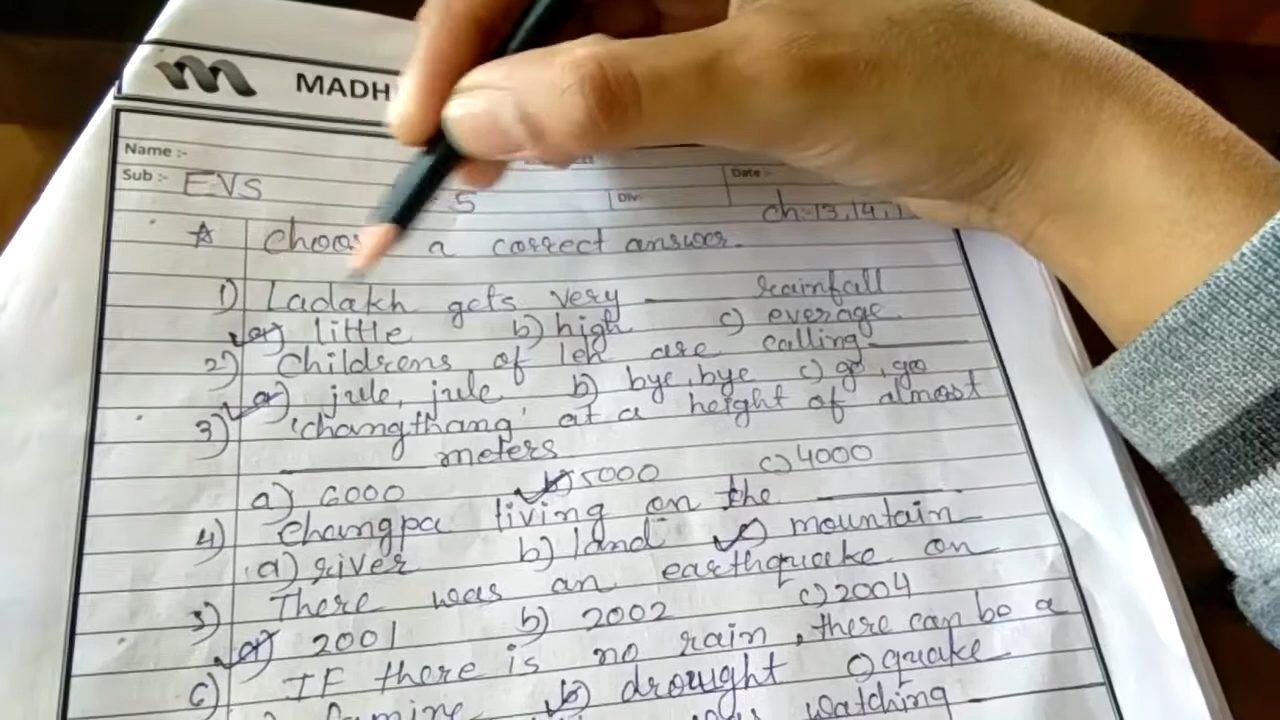 MADH
Name :-
Sub :- EVS 5 Div Date :-
ch:-13,14,1
☆ choos a correct answer.
1) Ladakh gets very ____ rainfall
a) little b) high c) everage.
2) Childrens of leh are calling ____
a) jule, jule b) bye, bye c) go, go
3) 'changthang' at a height of almost
____ meters
a) 6000 b) 5000 c) 4000
4) Changpa living on the ____
a) river b) land c) mountain
5) There was an earthquake on
a) 2001 b) 2002 c) 2004
6) If there is no rain, there can be a
b) drought c) quake
watching